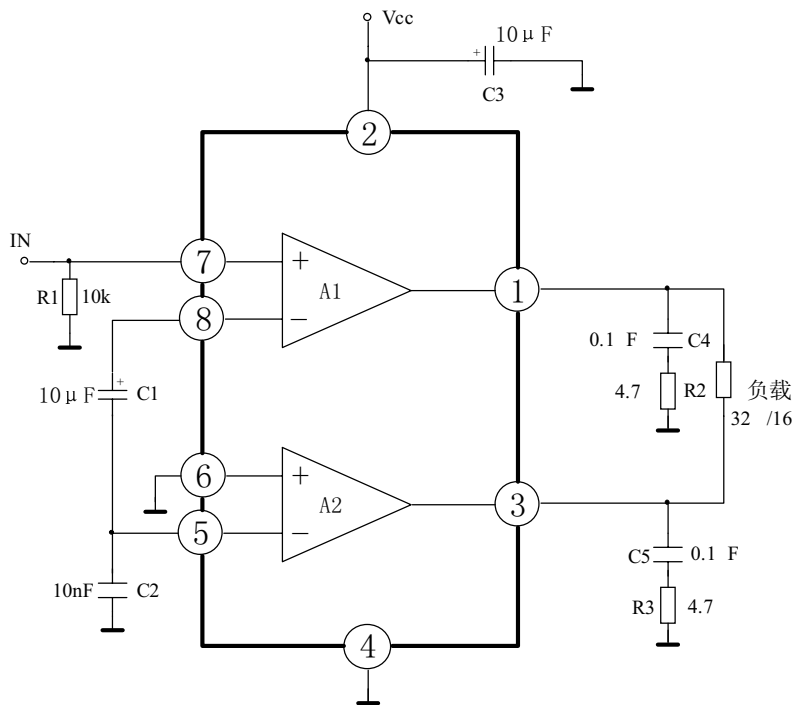 Vcc
10μF
+
C3
②
IN
⑦
+
A1
①
R1
10k
⑧
−
0.1 F
C4
10μF
+
C1
4.7
R2
负载
32 /16
⑥
+
A2
③
⑤
−
C5
0.1 F
10nF
C2
R3
4.7
④